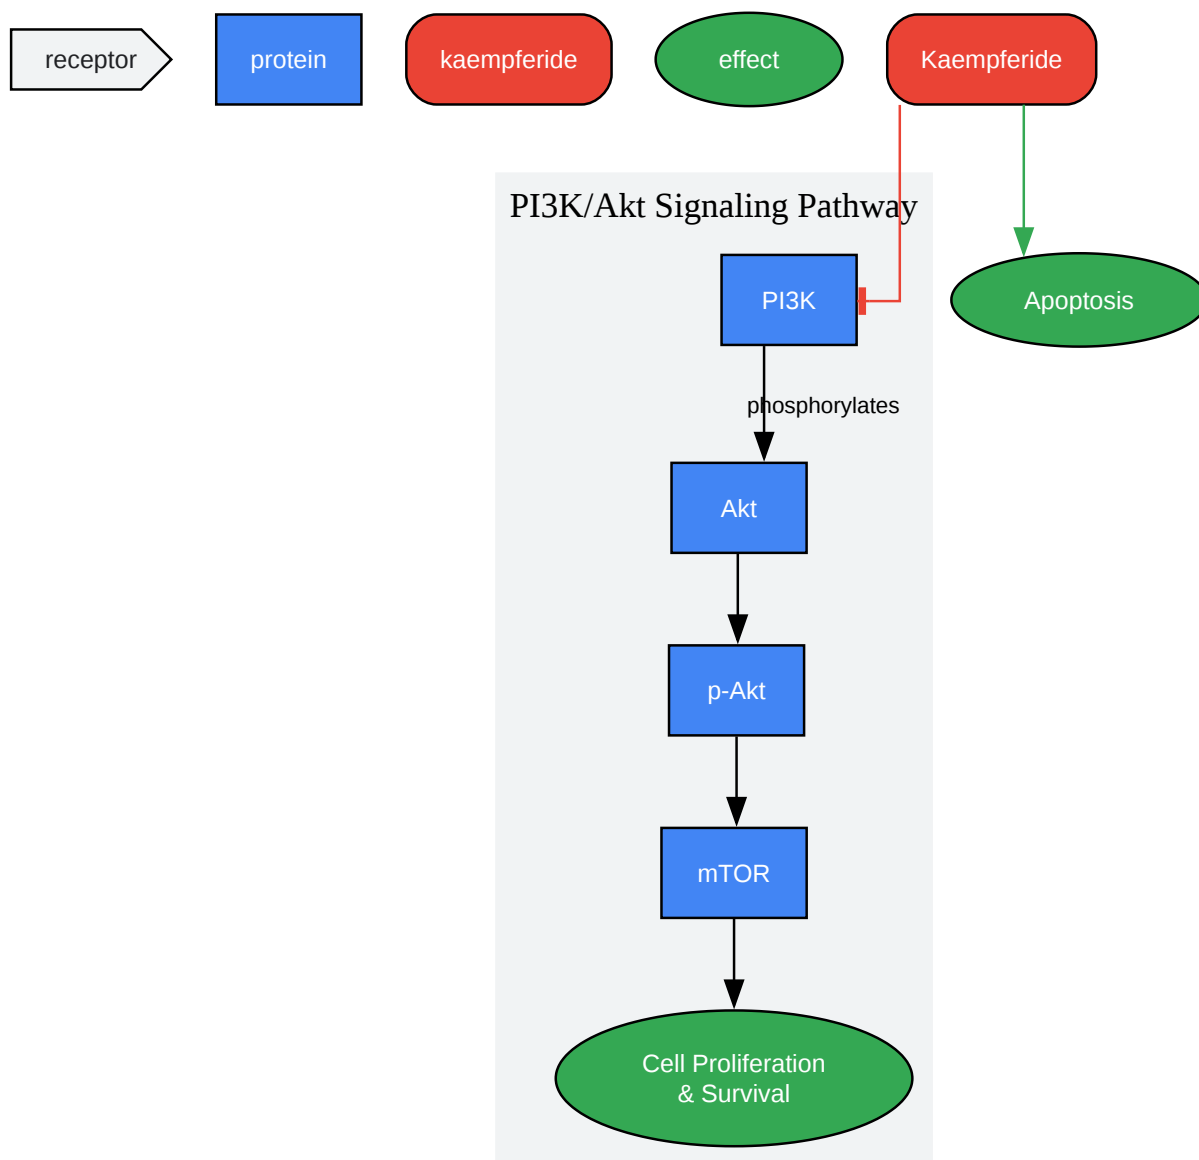 receptor
protein
kaempferide
effect
Kaempferide
PI3K/Akt Signaling Pathway
PI3K
Apoptosis
phosphorylates
Akt
p-Akt
mTOR
Cell Proliferation
& Survival